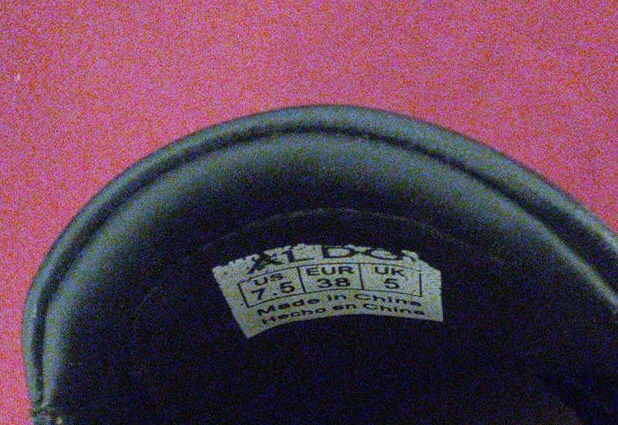 ALDO
US EUR UK
7.5 38 5
Made in China
Hecho en China